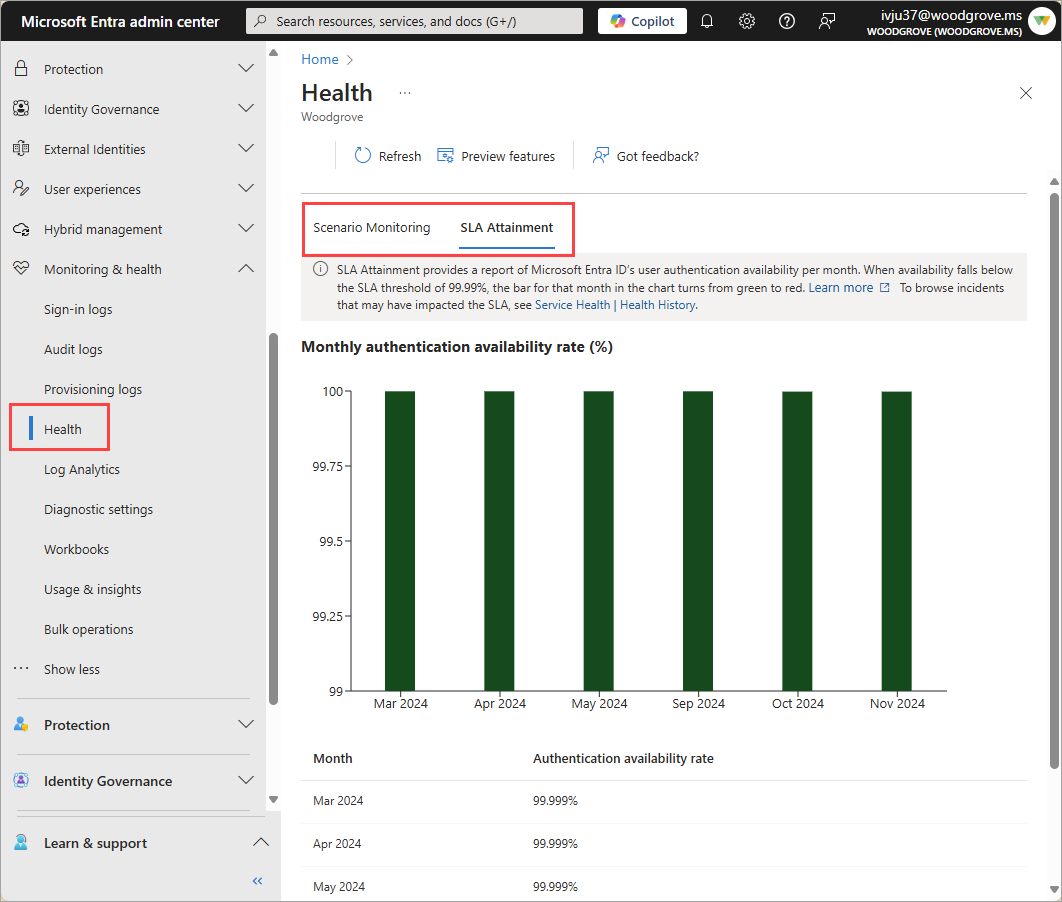 Microsoft Entra admin center
Search resources, services, and docs (G+/)
Copilot
ivju37@woodgrove.ms
WOODGROVE (WOODGROVE.MS)
Protection
Identity Governance
External Identities
User experiences
Hybrid management
Monitoring & health
Sign-in logs
Audit logs
Provisioning logs
Health
Log Analytics
Diagnostic settings
Workbooks
Usage & insights
Bulk operations
Show less
Protection
Identity Governance
Learn & support
Home
Health
Woodgrove
Refresh
Preview features
Got feedback?
Scenario Monitoring
SLA Attainment
SLA Attainment provides a report of Microsoft Entra ID's user authentication availability per month. When availability falls below
the SLA threshold of 99.99%, the bar for that month in the chart turns from green to red. Learn more To browse incidents
that may have impacted the SLA, see Service Health | Health History.
Monthly authentication availability rate (%)
100
99.75
99.5
99.25
99
Mar 2024 Apr 2024 May 2024 Sep 2024 Oct 2024 Nov 2024
Month Authentication availability rate
Mar 2024 99.999%
Apr 2024 99.999%
May 2024 99.999%